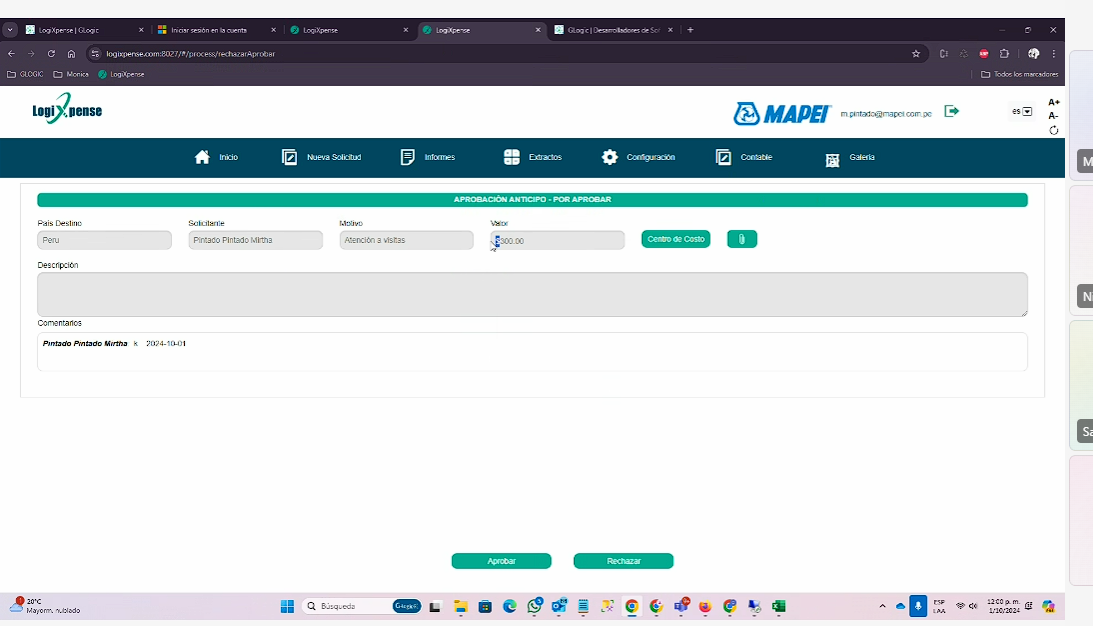 LogiXpense | GLogic
Iniciar sesión en la cuenta
LogiXpense
LogiXpense
GLogic | Desarrolladores de Sof
logixpense.com:8027/#/process/rechazarAprobar
GLOGIC
Monica
LogiXpense
Todos los marcadores
LogiXpense
MAPEI
m.pintado@mapei.com.pe
es
A+
A-
Inicio
Nueva Solicitud
Informes
Extractos
Configuración
Contable
Galeria
APROBACIÓN ANTICIPO - POR APROBAR
País Destino
Solicitante
Motivo
Valor
Peru
Pintado Pintado Mirtha
Atención a visitas
300.00
Centro de Costo
Descripción
Comentarios
Pintado Pintado Mirtha k 2024-10-01
Aprobar
Rechazar
M
Ni
Sa
20°C
Mayorm. nublado
Búsqueda
ESP
LAA
12:00 p. m.
1/10/2024